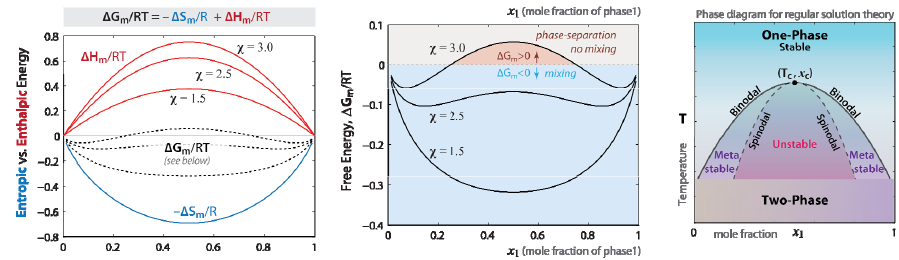 ΔGm/RT = −ΔSm/R + ΔHm/RT
Entropic vs. Enthalpic Energy
0.8
0.6
0.4
0.2
0
−0.2
−0.4
−0.6
−0.8
ΔHm/RT
χ = 3.0
χ = 2.5
χ = 1.5
ΔGm/RT
(see below)
−ΔSm/R
0
0.2
0.4
0.6
0.8
1
x1 (mole fraction of phase1)
x1 (mole fraction of phase1)
Free Energy, ΔGm/RT
0.1
0
−0.1
−0.2
−0.3
0.4
χ = 3.0
phase-separation
no mixing
ΔGm>0
ΔGm<0 mixing
χ = 2.5
χ = 1.5
0
0.2
0.4
0.6
0.8
1
x1 (mole fraction of phase1)
Phase diagram for regular solution theory
One-Phase
Stable
(Tc, xc)
Binodal
Binodal
Spinodal
Spinodal
Unstable
Meta
stable
Meta
stable
Two-Phase
T
Temperature
0
mole fraction
x1
1